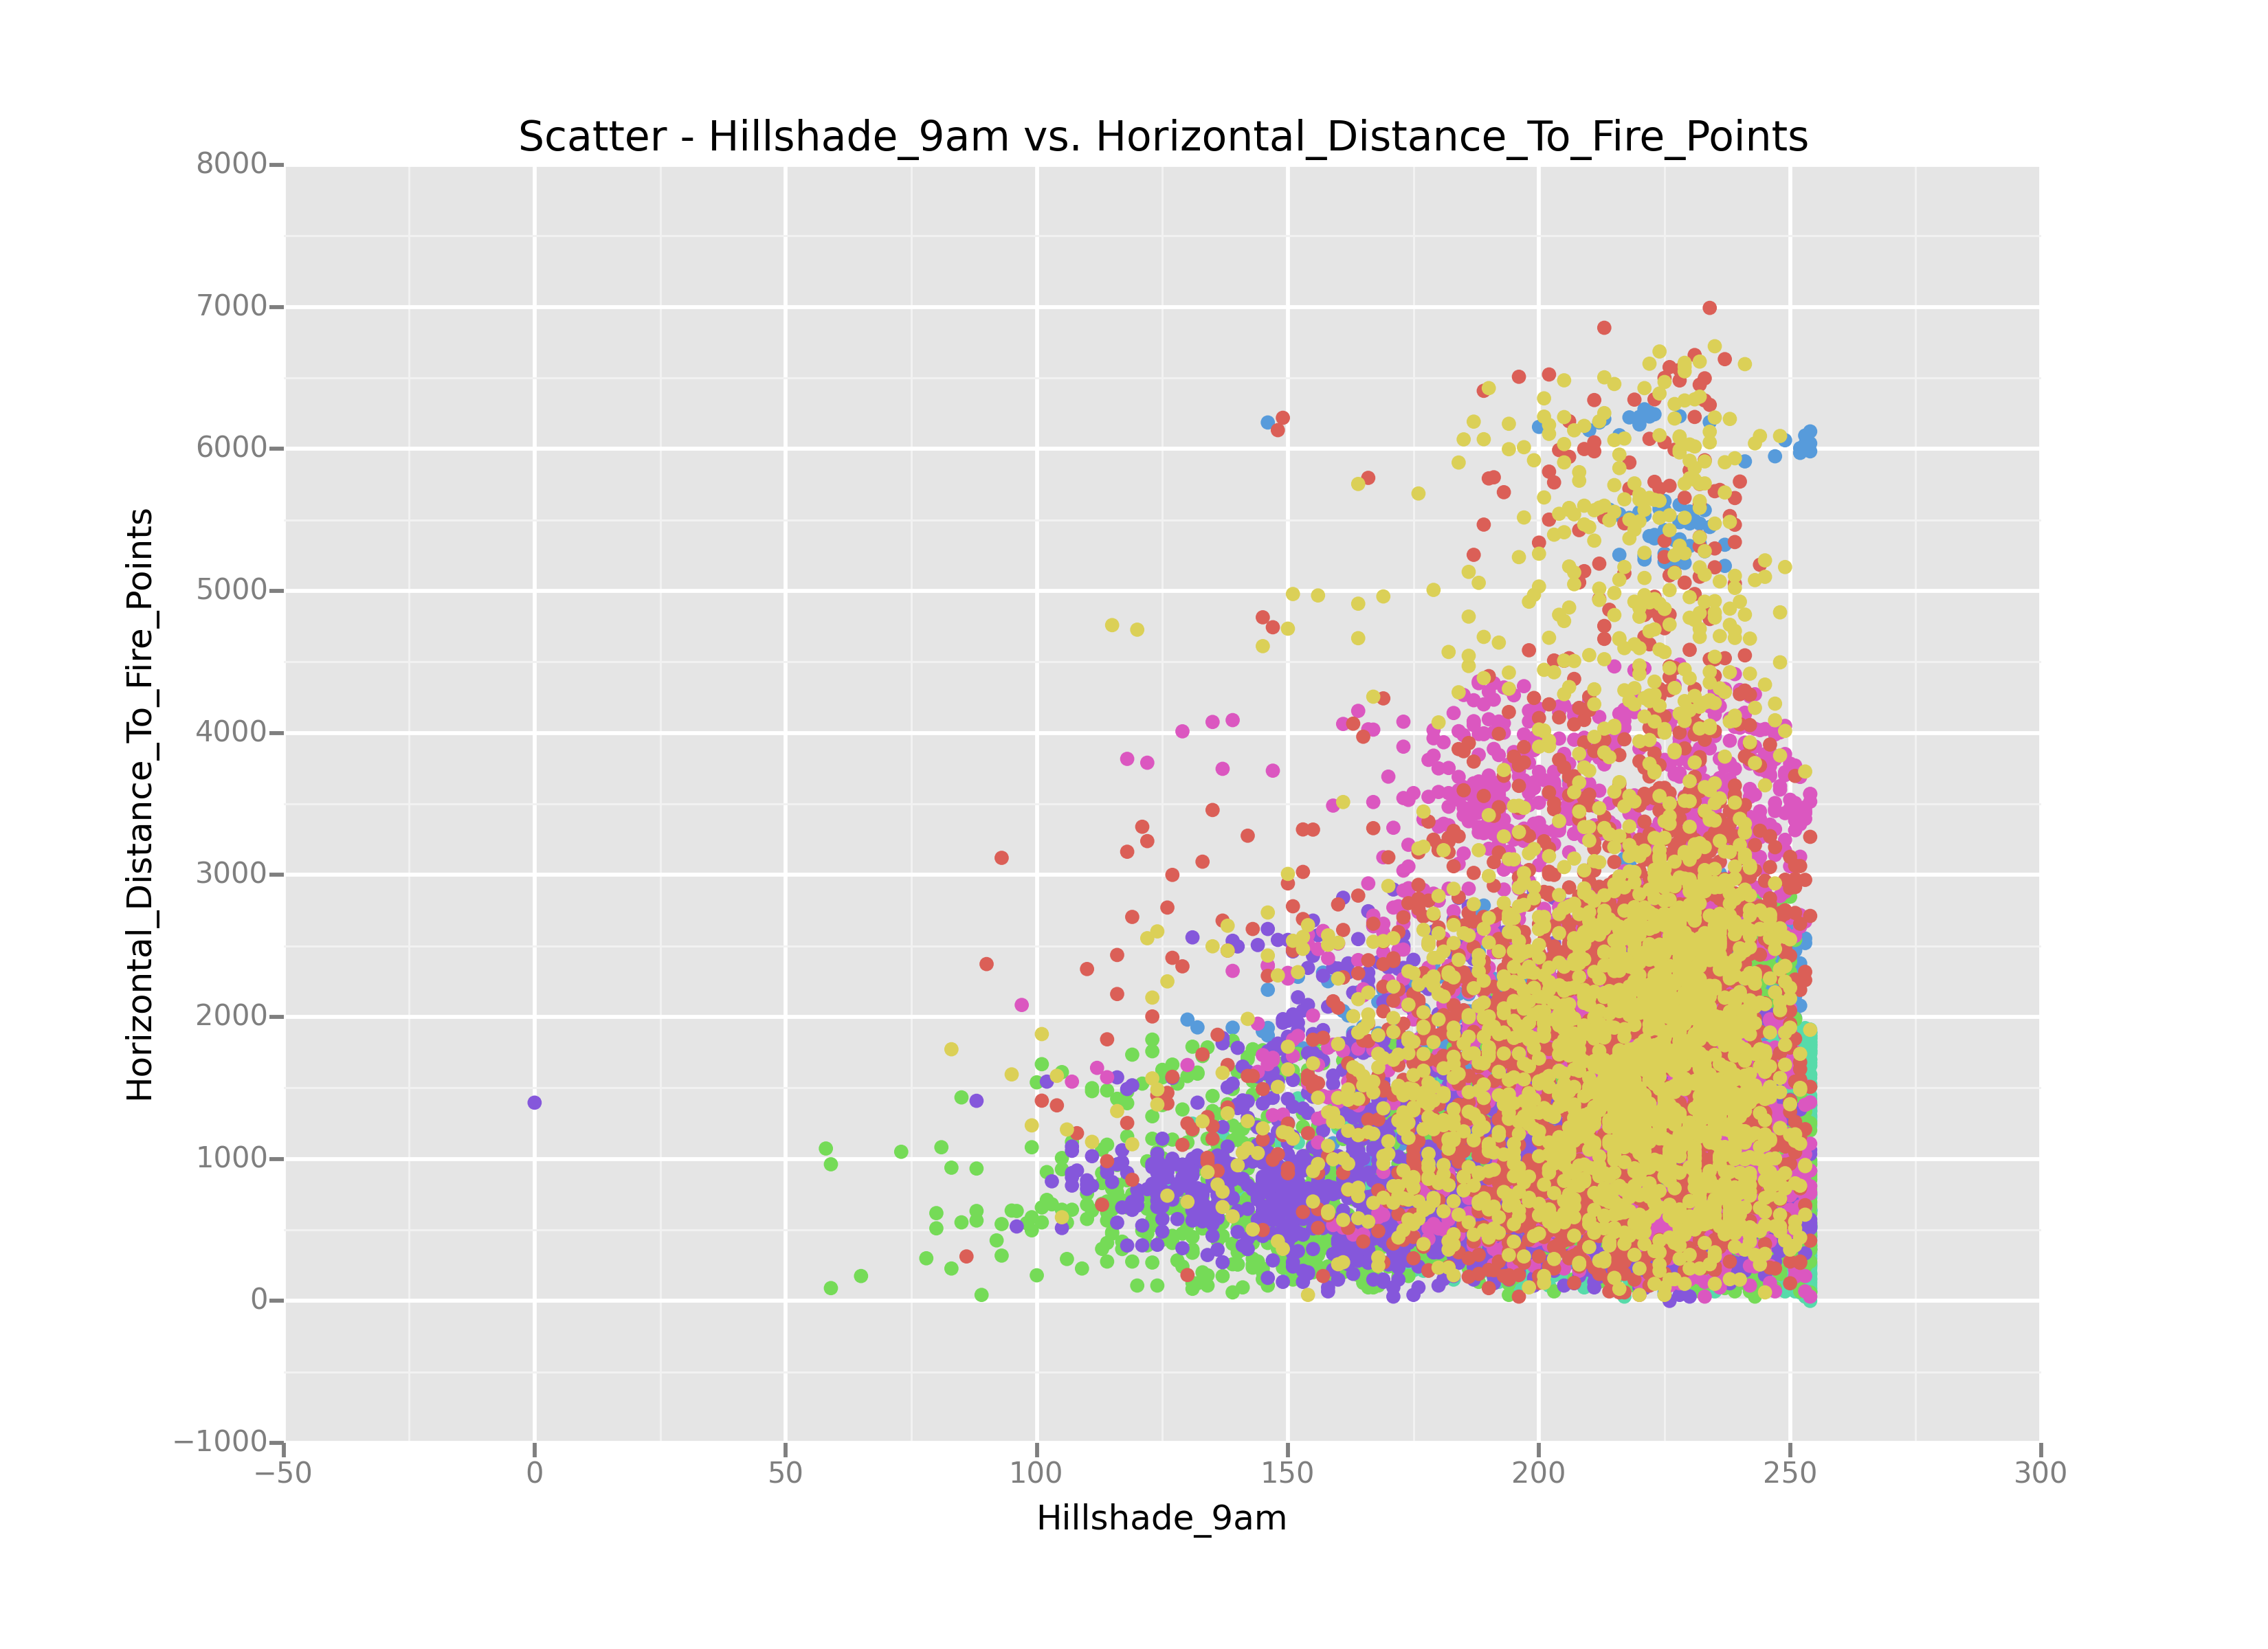 Scatter - Hillshade_9am vs. Horizontal_Distance_To_Fire_Points
8000
7000
6000
5000
4000
3000
2000
1000
0
−1000
Horizontal_Distance_To_Fire_Points
−50 0 50 100 150 200 250 300
Hillshade_9am